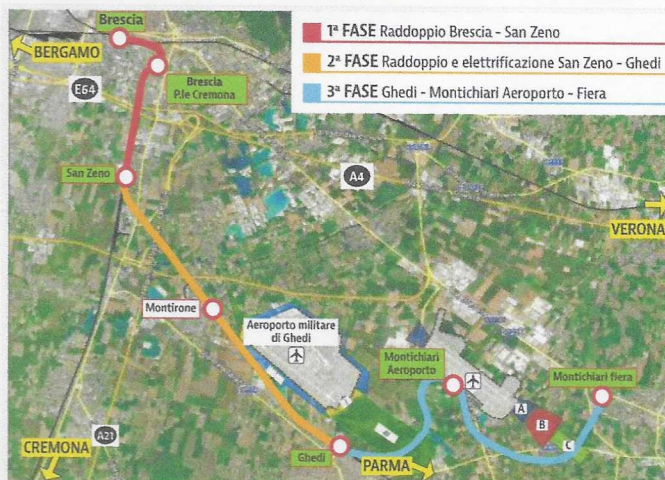 Brescia
BERGAMO
1ª FASE Raddoppio Brescia - San Zeno
2ª FASE Raddoppio e elettrificazione San Zeno - Ghedi
3ª FASE Ghedi - Montichiari Aeroporto - Fiera
Brescia
P.le Cremona
E64
San Zeno
A4
VERONA
Montirone
Aeroporto militare
di Ghedi
Montichiari
Aeroporto
Montichiari fiera
A
B
C
A21
CREMONA
Ghedi
PARMA